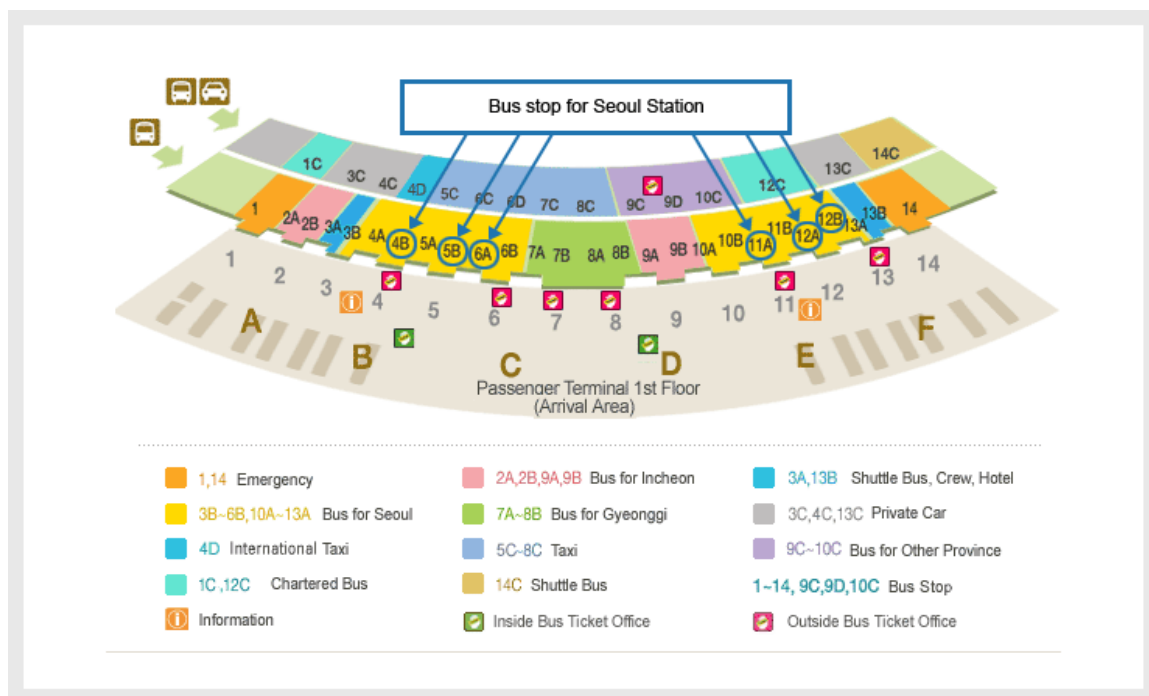 Bus stop for Seoul Station
1C
3C
4C
4D
5C
6C
6D
7C
8C
9C
9D
10C
12C
13C
14C
1
2A
2B
3A
3B
4A
4B
5A
5B
6A
6B
7A
7B
8A
8B
9A
9B
10A
10B
11A
11B
12A
12B
13A
13B
14
1
2
3
4
5
6
7
8
9
10
11
12
13
14
A
B
C
D
E
F
Passenger Terminal 1st Floor
(Arrival Area)
1,14 Emergency
2A,2B,9A,9B Bus for Incheon
3A,13B Shuttle Bus, Crew, Hotel
3B~6B,10A~13A Bus for Seoul
7A~8B Bus for Gyeonggi
3C,4C,13C Private Car
4D International Taxi
5C~8C Taxi
9C~10C Bus for Other Province
1C ,12C Chartered Bus
14C Shuttle Bus
1~14, 9C,9D,10C Bus Stop
Information
Inside Bus Ticket Office
Outside Bus Ticket Office